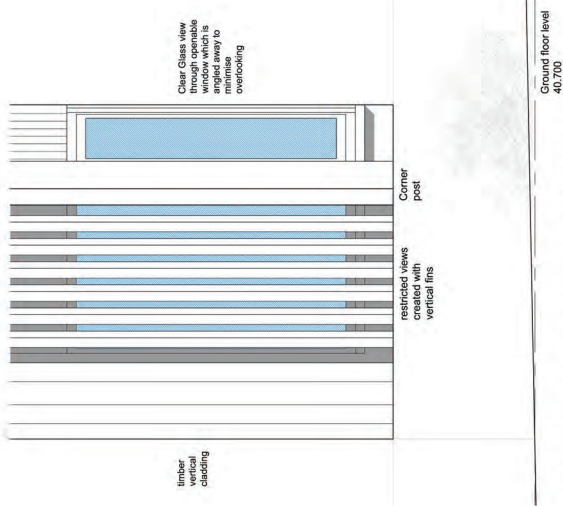 Clear Glass view
through openable
window which is
angled away to
minimise
overlooking
Corner
post
restricted views
created with
vertical fins
timber
vertical
cladding
Ground floor level
40.700